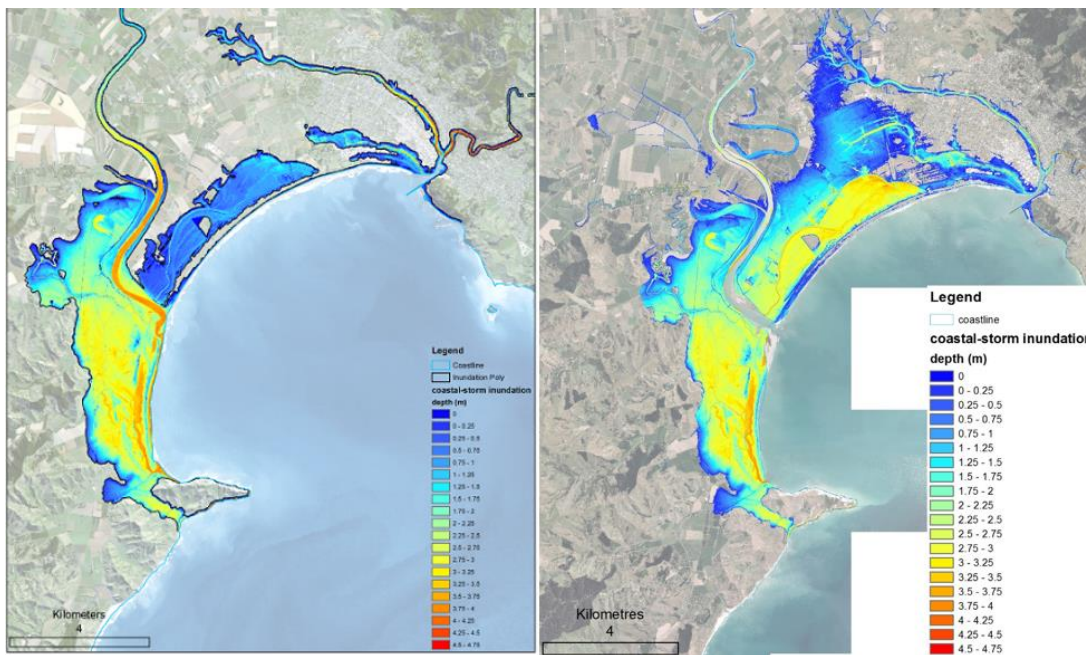 Legend
Coastline
Inundation Poly
coastal-storm inundation
depth (m)
0
0 - 0.25
0.25 - 0.5
0.5 - 0.75
0.75 - 1
1 - 1.25
1.25 - 1.5
1.5 - 1.75
1.75 - 2
2 - 2.25
2.25 - 2.5
2.5 - 2.75
2.75 - 3
3 - 3.25
3.25 - 3.5
3.5 - 3.75
3.75 - 4
4 - 4.25
4.25 - 4.5
4.5 - 4.75
Kilometers
4
Legend
coastline
coastal-storm inundation
depth (m)
0
0 - 0.25
0.25 - 0.5
0.5 - 0.75
0.75 - 1
1 - 1.25
1.25 - 1.5
1.5 - 1.75
1.75 - 2
2 - 2.25
2.25 - 2.5
2.5 - 2.75
2.75 - 3
3 - 3.25
3.25 - 3.5
3.5 - 3.75
3.75 - 4
4 - 4.25
4.25 - 4.5
4.5 - 4.75
Kilometres
4